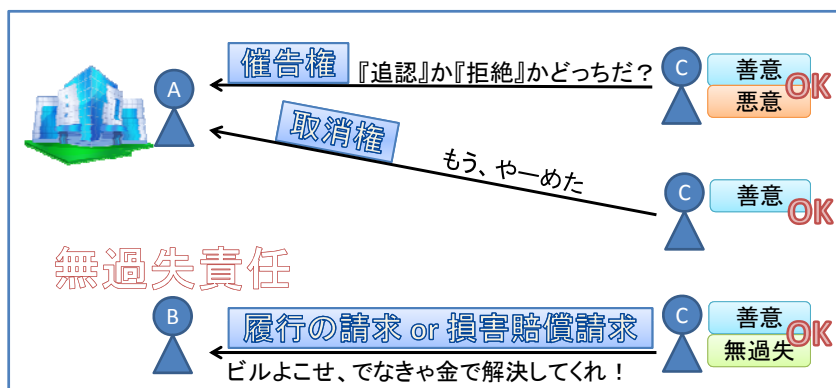 催告権
『追認』か『拒絶』かどっちだ？
A
C
善意
悪意
OK
取消権
もう、やーめた
C
善意
OK
無過失責任
B
履行の請求 or 損害賠償請求
C
善意
無過失
OK
ビルよこせ、でなきゃ金で解決してくれ！